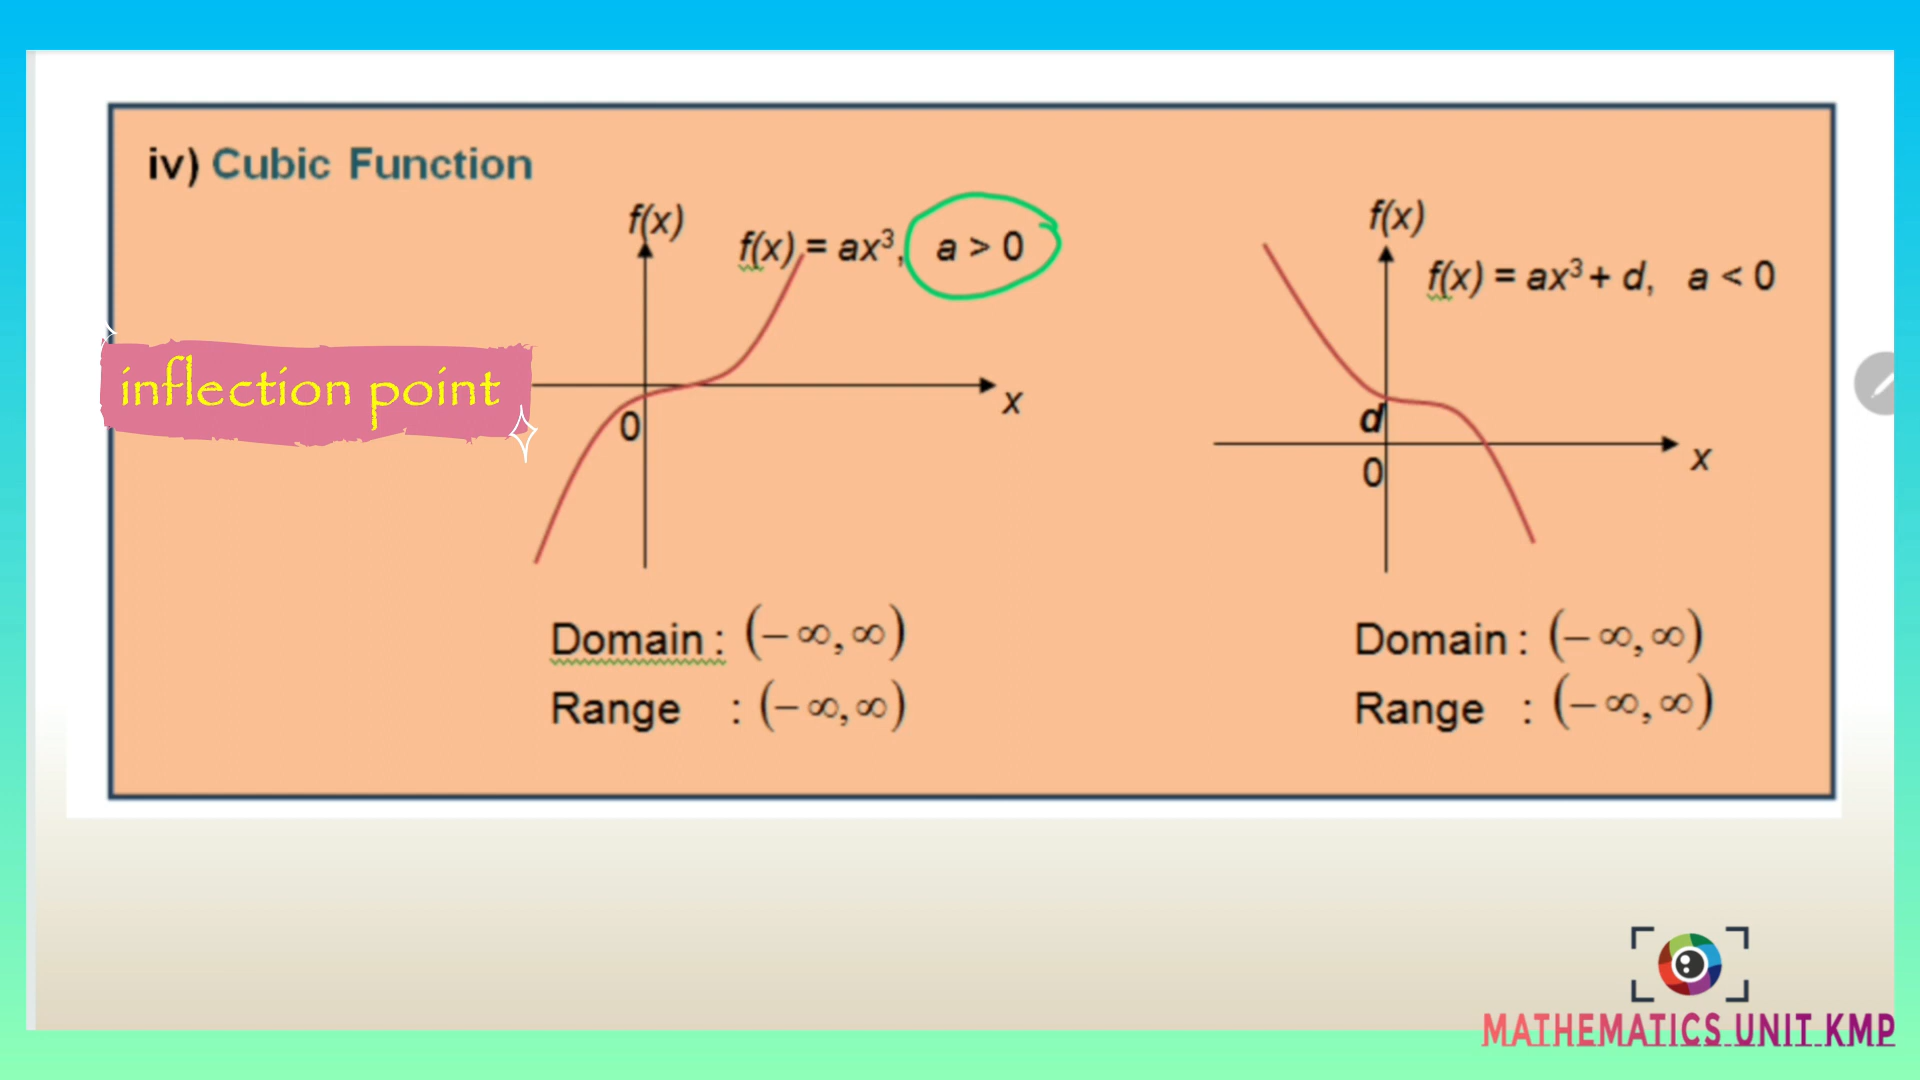 iv) Cubic Function
f(x)
f(x) = ax³, a > 0
inflection point
x
0
Domain : (– ∞, ∞)
Range : (– ∞, ∞)
f(x)
f(x) = ax³ + d, a < 0
d
x
0
Domain : (– ∞, ∞)
Range : (– ∞, ∞)
MATHEMATICS UNIT KMP